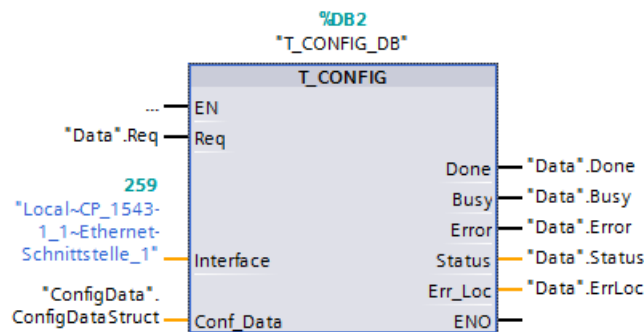 %DB2
"T_CONFIG_DB"
T_CONFIG
... EN
"Data".Req Req
Done "Data".Done
259
Busy "Data".Busy
"Local~CP_1543-
1_1~Ethernet-
Error "Data".Error
Schnittstelle_1" Interface
Status "Data".Status
"ConfigData".
Err_Loc "Data".ErrLoc
ConfigDataStruct Conf_Data
ENO